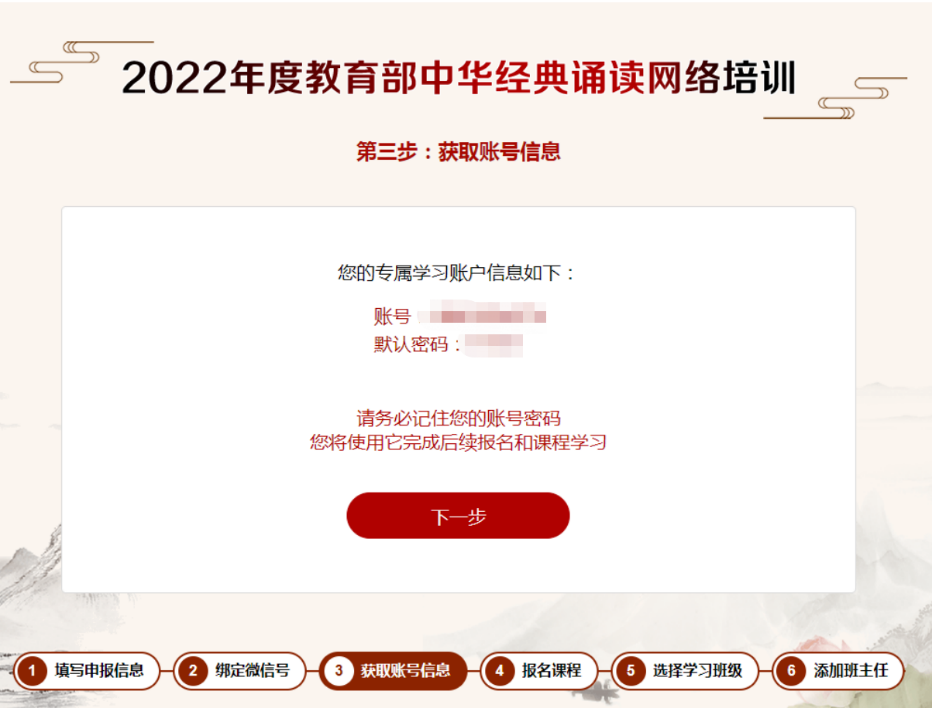 2022年度教育部中华经典诵读网络培训
第三步：获取账号信息
您的专属学习账户信息如下：
账号
默认密码：
请务必记住您的账号密码
您将使用它完成后续报名和课程学习
下一步
1 填写申报信息 2 绑定微信号 3 获取账号信息 4 报名课程 5 选择学习班级 6 添加班主任